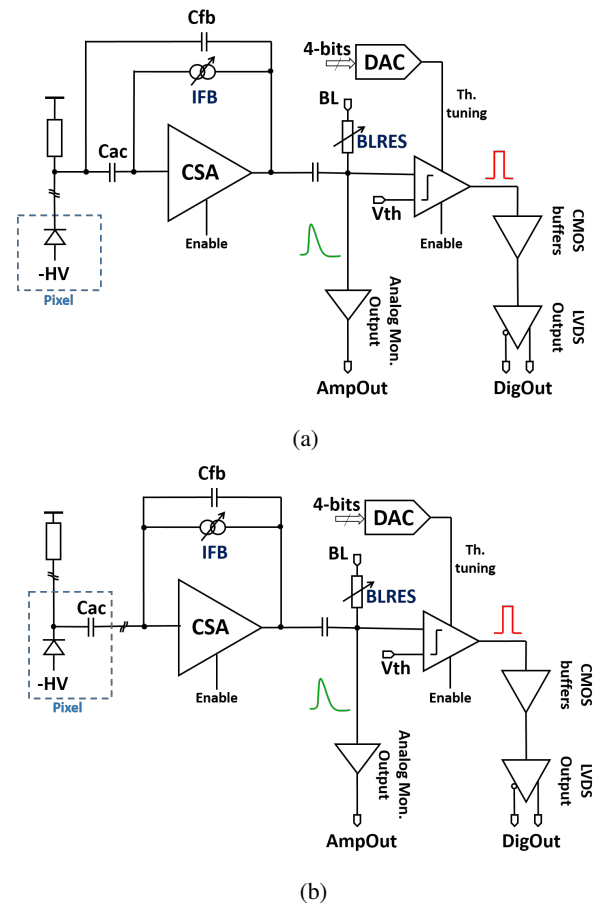 Cfb
IFB
Cac
CSA
Enable
-HV
Pixel
4-bits
DAC
BL
BLRES
Th.
tuning
Vth
Enable
CMOS
buffers
Analog Mon.
Output
LVDS
Output
AmpOut
DigOut
(a)
Cfb
IFB
Cac
CSA
Enable
-HV
Pixel
4-bits
DAC
BL
BLRES
Th.
tuning
Vth
Enable
CMOS
buffers
Analog Mon.
Output
LVDS
Output
AmpOut
DigOut
(b)